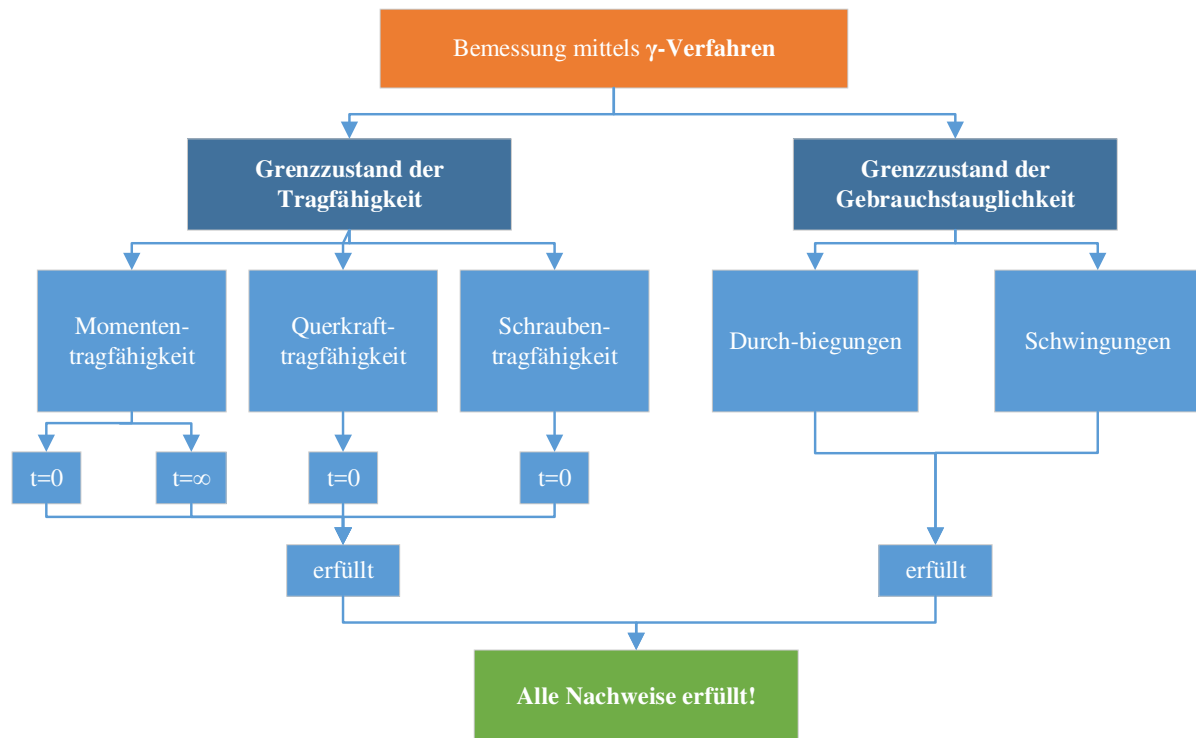 Bemessung mittels γ-Verfahren
Grenzzustand der
Tragfähigkeit
Grenzzustand der
Gebrauchstauglichkeit
Momenten-
tragfähigkeit
Querkraft-
tragfähigkeit
Schrauben-
tragfähigkeit
Durch-biegungen
Schwingungen
t=0
t=∞
t=0
t=0
erfüllt
erfüllt
Alle Nachweise erfüllt!